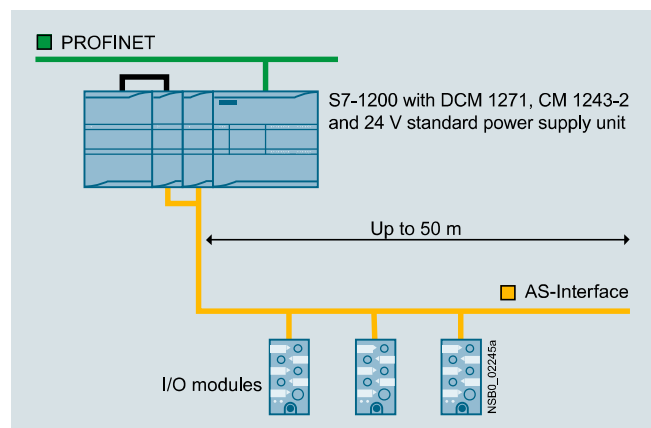 PROFINET
S7-1200 with DCM 1271, CM 1243-2
and 24 V standard power supply unit
Up to 50 m
AS-Interface
I/O modules
NSB0_02245a